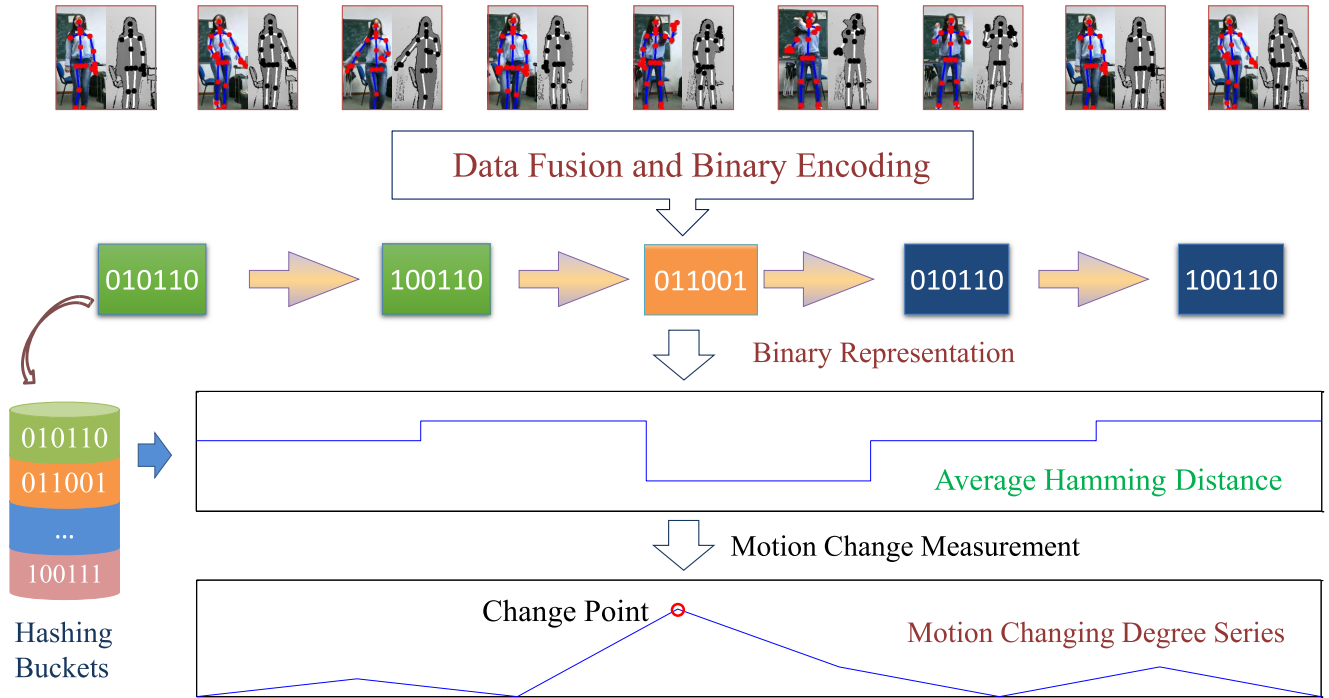 Data Fusion and Binary Encoding
010110
100110
011001
010110
100110
Binary Representation
010110
011001
...
100111
Hashing
Buckets
Average Hamming Distance
Motion Change Measurement
Change Point
Motion Changing Degree Series